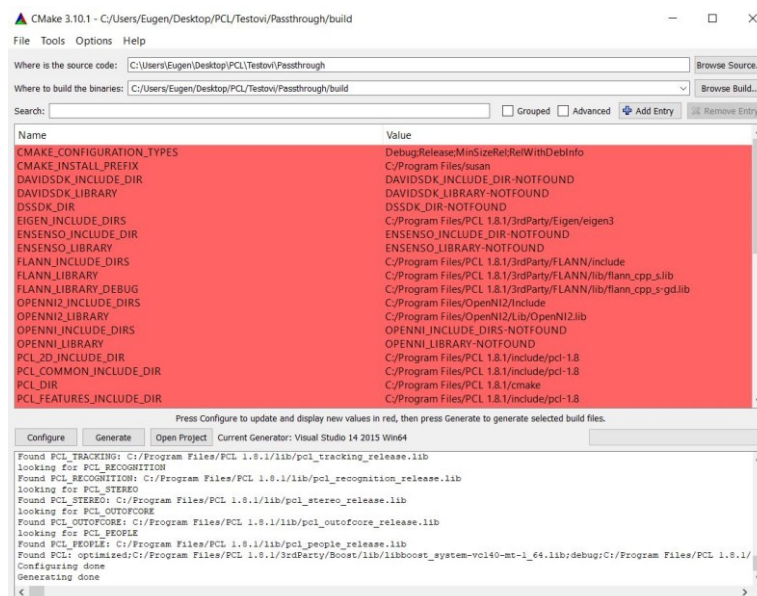 CMake 3.10.1 - C:/Users/Eugen/Desktop/PCL/Testovi/Passthrough/build
File Tools Options Help
Where is the source code: C:\Users\Eugen\Desktop\PCL\Testovi\Passthrough Browse Source...
Where to build the binaries: C:/Users/Eugen/Desktop/PCL/Testovi/Passthrough/build Browse Build...
Search: Grouped Advanced Add Entry Remove Entry
Name Value
CMAKE_CONFIGURATION_TYPES Debug;Release;MinSizeRel;RelWithDebInfo
CMAKE_INSTALL_PREFIX C:/Program Files/susan
DAVIDSDK_INCLUDE_DIR DAVIDSDK_INCLUDE_DIR-NOTFOUND
DAVIDSDK_LIBRARY DAVIDSDK_LIBRARY-NOTFOUND
DSSDK_DIR DSSDK_DIR-NOTFOUND
EIGEN_INCLUDE_DIRS C:/Program Files/PCL 1.8.1/3rdParty/Eigen/eigen3
ENSENSO_INCLUDE_DIR ENSENSO_INCLUDE_DIR-NOTFOUND
ENSENSO_LIBRARY ENSENSO_LIBRARY-NOTFOUND
FLANN_INCLUDE_DIRS C:/Program Files/PCL 1.8.1/3rdParty/FLANN/include
FLANN_LIBRARY C:/Program Files/PCL 1.8.1/3rdParty/FLANN/lib/flann_cpp_s.lib
FLANN_LIBRARY_DEBUG C:/Program Files/PCL 1.8.1/3rdParty/FLANN/lib/flann_cpp_s-gd.lib
OPENNI2_INCLUDE_DIRS C:/Program Files/OpenNI2/Include
OPENNI2_LIBRARY C:/Program Files/OpenNI2/Lib/OpenNI2.lib
OPENNI_INCLUDE_DIRS OPENNI_INCLUDE_DIRS-NOTFOUND
OPENNI_LIBRARY OPENNI_LIBRARY-NOTFOUND
PCL_2D_INCLUDE_DIR C:/Program Files/PCL 1.8.1/include/pcl-1.8
PCL_COMMON_INCLUDE_DIR C:/Program Files/PCL 1.8.1/include/pcl-1.8
PCL_DIR C:/Program Files/PCL 1.8.1/cmake
PCL_FEATURES_INCLUDE_DIR C:/Program Files/PCL 1.8.1/include/pcl-1.8
Press Configure to update and display new values in red, then press Generate to generate selected build files.
Configure Generate Open Project Current Generator: Visual Studio 14 2015 Win64
Found PCL_TRACKING: C:/Program Files/PCL 1.8.1/lib/pcl_tracking_release.lib
looking for PCL_RECOGNITION
Found PCL_RECOGNITION: C:/Program Files/PCL 1.8.1/lib/pcl_recognition_release.lib
looking for PCL_STEREO
Found PCL_STEREO: C:/Program Files/PCL 1.8.1/lib/pcl_stereo_release.lib
looking for PCL_OUTOFCORE
Found PCL_OUTOFCORE: C:/Program Files/PCL 1.8.1/lib/pcl_outofcore_release.lib
looking for PCL_PEOPLE
Found PCL_PEOPLE: C:/Program Files/PCL 1.8.1/lib/pcl_people_release.lib
Found PCL: optimized;C:/Program Files/PCL 1.8.1/3rdParty/Boost/lib/libboost_system-vc140-mt-1_64.lib;debug;C:/Program Files/PCL 1.8.1/
Configuring done
Generating done